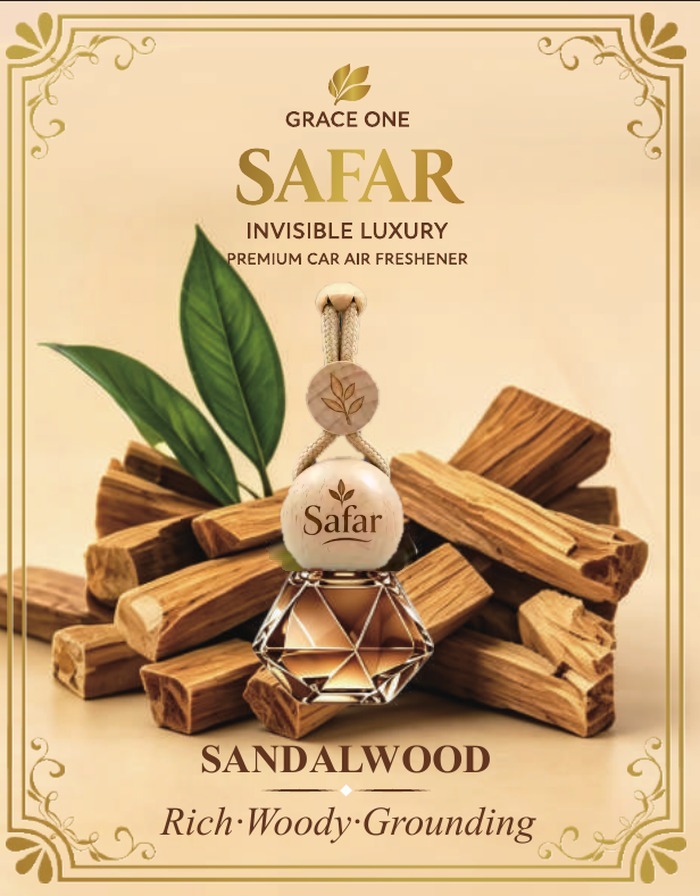 GRACE ONE
SAFAR
INVISIBLE LUXURY
PREMIUM CAR AIR FRESHENER
Safar
SANDALWOOD
Rich·Woody·Grounding